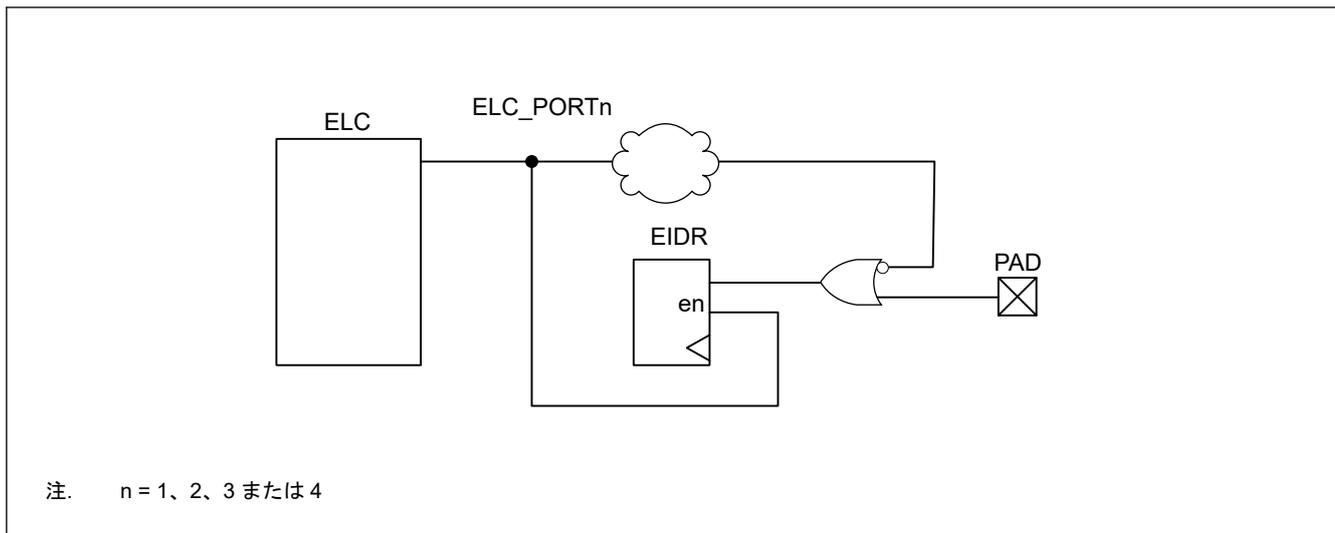 ELC_PORTn
ELC
EIDR
PAD
en
注. n = 1、2、3 または 4